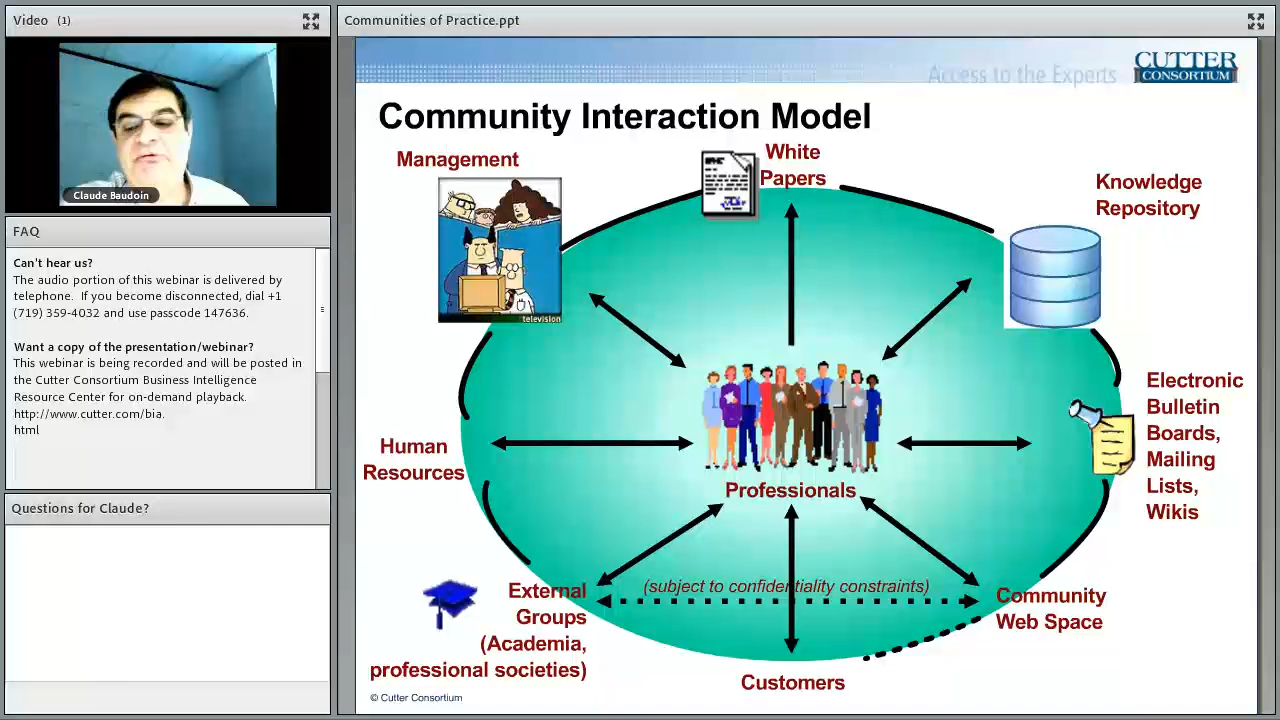 Video (1)
Claude Baudoin
FAQ
Can't hear us?
The audio portion of this webinar is delivered by
telephone. If you become disconnected, dial +1
(719) 359-4032 and use passcode 147636.
Want a copy of the presentation/webinar?
This webinar is being recorded and will be posted in
the Cutter Consortium Business Intelligence
Resource Center for on-demand playback.
http://www.cutter.com/bia.
html
Questions for Claude?
Communities of Practice.ppt
Access to the Experts
CUTTER
CONSORTIUM
Community Interaction Model
Management
television
White
Papers
Knowledge
Repository
Electronic
Bulletin
Boards,
Mailing
Lists,
Wikis
Human
Resources
Professionals
(subject to confidentiality constraints)
External
Groups
(Academia,
professional societies)
Community
Web Space
Customers
© Cutter Consortium